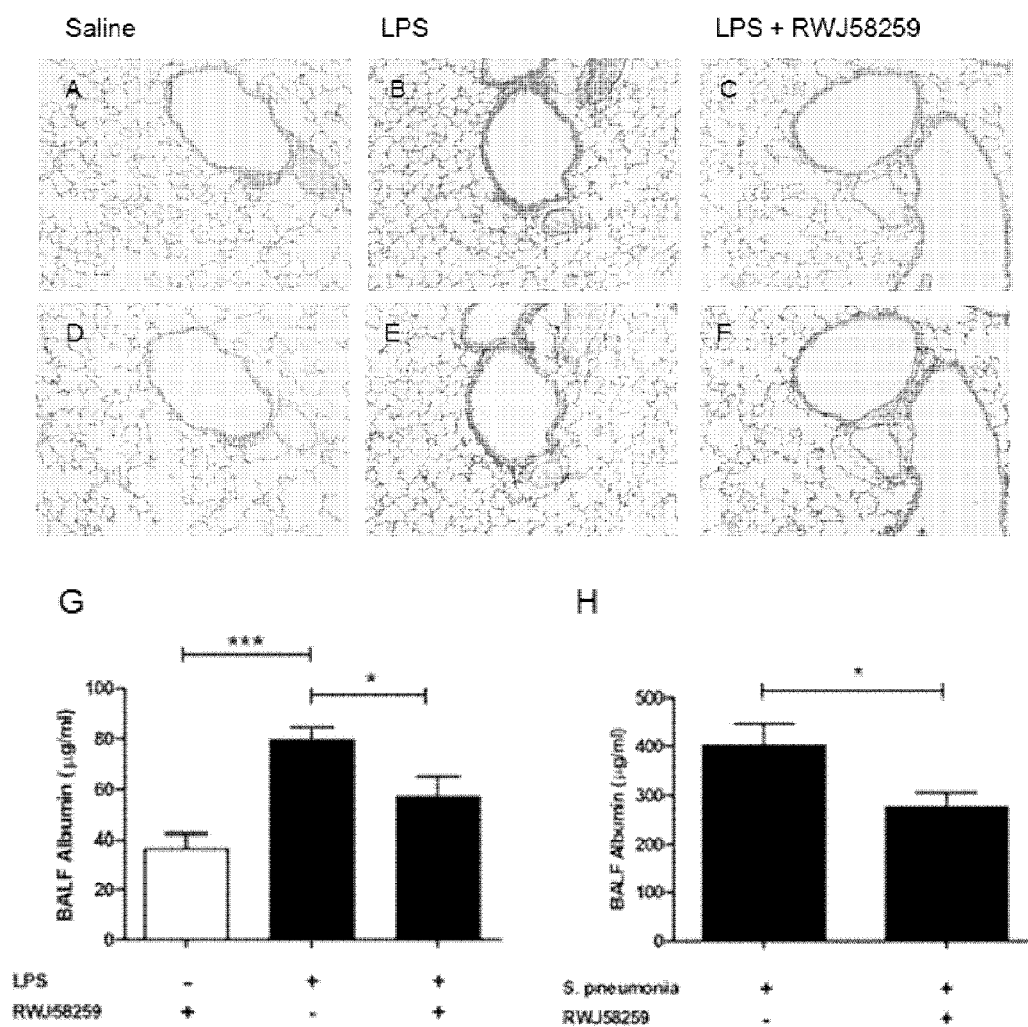 Saline LPS LPS + RWJ58259
A B C
D E F
G H
*** * *
BALF Albumin (µg/ml)
100
80
60
40
20
0
BALF Albumin (µg/ml)
500
400
300
200
100
0
LPS - + +
RWJ58259 + - +
S. pneumonia + +
RWJ58259 - +